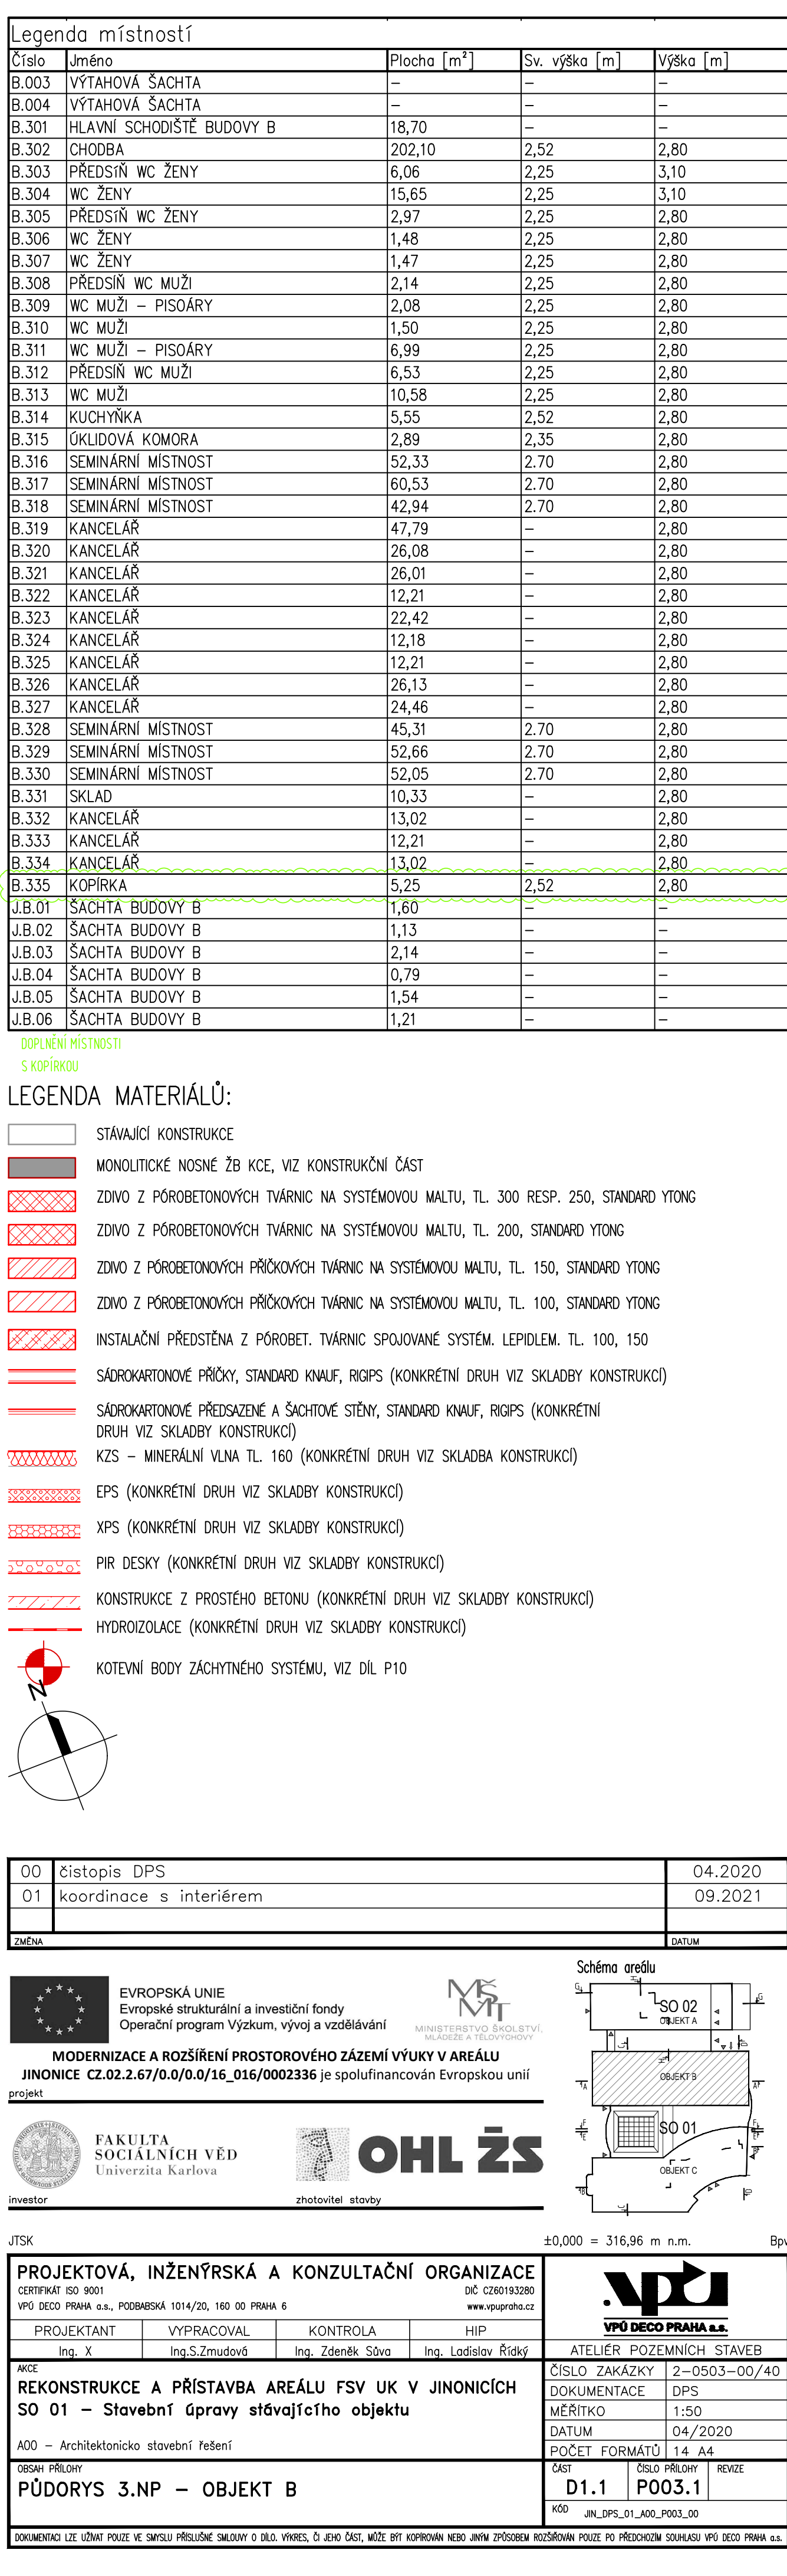 Legenda místností
Číslo Jméno Plocha [m²] Sv. výška [m] Výška [m]
B.003 VÝTAHOVÁ ŠACHTA – – –
B.004 VÝTAHOVÁ ŠACHTA – – –
B.301 HLAVNÍ SCHODIŠTĚ BUDOVY B 18,70 – –
B.302 CHODBA 202,10 2,52 2,80
B.303 PŘEDSíŇ WC ŽENY 6,06 2,25 3,10
B.304 WC ŽENY 15,65 2,25 3,10
B.305 PŘEDSíŇ WC ŽENY 2,97 2,25 2,80
B.306 WC ŽENY 1,48 2,25 2,80
B.307 WC ŽENY 1,47 2,25 2,80
B.308 PŘEDSÍŇ WC MUŽI 2,14 2,25 2,80
B.309 WC MUŽI – PISOÁRY 2,08 2,25 2,80
B.310 WC MUŽI 1,50 2,25 2,80
B.311 WC MUŽI – PISOÁRY 6,99 2,25 2,80
B.312 PŘEDSÍŇ WC MUŽI 6,53 2,25 2,80
B.313 WC MUŽI 10,58 2,25 2,80
B.314 KUCHYŇKA 5,55 2,52 2,80
B.315 ÚKLIDOVÁ KOMORA 2,89 2,35 2,80
B.316 SEMINÁRNÍ MÍSTNOST 52,33 2.70 2,80
B.317 SEMINÁRNÍ MÍSTNOST 60,53 2.70 2,80
B.318 SEMINÁRNÍ MÍSTNOST 42,94 2.70 2,80
B.319 KANCELÁŘ 47,79 – 2,80
B.320 KANCELÁŘ 26,08 – 2,80
B.321 KANCELÁŘ 26,01 – 2,80
B.322 KANCELÁŘ 12,21 – 2,80
B.323 KANCELÁŘ 22,42 – 2,80
B.324 KANCELÁŘ 12,18 – 2,80
B.325 KANCELÁŘ 12,21 – 2,80
B.326 KANCELÁŘ 26,13 – 2,80
B.327 KANCELÁŘ 24,46 – 2,80
B.328 SEMINÁRNÍ MÍSTNOST 45,31 2.70 2,80
B.329 SEMINÁRNÍ MÍSTNOST 52,66 2.70 2,80
B.330 SEMINÁRNÍ MÍSTNOST 52,05 2.70 2,80
B.331 SKLAD 10,33 – 2,80
B.332 KANCELÁŘ 13,02 – 2,80
B.333 KANCELÁŘ 12,21 – 2,80
B.334 KANCELÁŘ 13,02 – 2,80
B.335 KOPÍRKA 5,25 2,52 2,80
J.B.01 ŠACHTA BUDOVY B 1,60 – –
J.B.02 ŠACHTA BUDOVY B 1,13 – –
J.B.03 ŠACHTA BUDOVY B 2,14 – –
J.B.04 ŠACHTA BUDOVY B 0,79 – –
J.B.05 ŠACHTA BUDOVY B 1,54 – –
J.B.06 ŠACHTA BUDOVY B 1,21 – –
DOPLNĚNÍ MÍSTNOSTI
S KOPÍRKOU
LEGENDA MATERIÁLŮ:
STÁVAJÍCÍ KONSTRUKCE
MONOLITICKÉ NOSNÉ ŽB KCE, VIZ KONSTRUKČNÍ ČÁST
ZDIVO Z PÓROBETONOVÝCH TVÁRNIC NA SYSTÉMOVOU MALTU, TL. 300 RESP. 250, STANDARD YTONG
ZDIVO Z PÓROBETONOVÝCH TVÁRNIC NA SYSTÉMOVOU MALTU, TL. 200, STANDARD YTONG
ZDIVO Z PÓROBETONOVÝCH PŘÍČKOVÝCH TVÁRNIC NA SYSTÉMOVOU MALTU, TL. 150, STANDARD YTONG
ZDIVO Z PÓROBETONOVÝCH PŘÍČKOVÝCH TVÁRNIC NA SYSTÉMOVOU MALTU, TL. 100, STANDARD YTONG
INSTALAČNÍ PŘEDSTĚNA Z PÓROBET. TVÁRNIC SPOJOVANÉ SYSTÉM. LEPIDLEM. TL. 100, 150
SÁDROKARTONOVÉ PŘÍČKY, STANDARD KNAUF, RIGIPS (KONKRÉTNÍ DRUH VIZ SKLADBY KONSTRUKCÍ)
SÁDROKARTONOVÉ PŘEDSAZENÉ A ŠACHTOVÉ STĚNY, STANDARD KNAUF, RIGIPS (KONKRÉTNÍ
DRUH VIZ SKLADBY KONSTRUKCÍ)
KZS – MINERÁLNÍ VLNA TL. 160 (KONKRÉTNÍ DRUH VIZ SKLADBA KONSTRUKCÍ)
EPS (KONKRÉTNÍ DRUH VIZ SKLADBY KONSTRUKCÍ)
XPS (KONKRÉTNÍ DRUH VIZ SKLADBY KONSTRUKCÍ)
PIR DESKY (KONKRÉTNÍ DRUH VIZ SKLADBY KONSTRUKCÍ)
KONSTRUKCE Z PROSTÉHO BETONU (KONKRÉTNÍ DRUH VIZ SKLADBY KONSTRUKCÍ)
HYDROIZOLACE (KONKRÉTNÍ DRUH VIZ SKLADBY KONSTRUKCÍ)
KOTEVNÍ BODY ZÁCHYTNÉHO SYSTÉMU, VIZ DÍL P10
N
00 čistopis DPS 04.2020
01 koordinace s interiérem 09.2021
ZMĚNA DATUM
EVROPSKÁ UNIE
Evropské strukturální a investiční fondy
Operační program Výzkum, vývoj a vzdělávání
MŠMT
MINISTERSTVO ŠKOLSTVÍ,
MLÁDEŽE A TĚLOVÝCHOVY
MODERNIZACE A ROZŠÍŘENÍ PROSTOROVÉHO ZÁZEMÍ VÝUKY V AREÁLU
JINONICE CZ.02.2.67/0.0/0.0/16_016/0002336 je spolufinancován Evropskou unií
projekt
FAKULTA
SOCIÁLNÍCH VĚD
Univerzita Karlova
OHL ŽS
investor zhotovitel stavby
Schéma areálu
SO 02
OBJEKT A
OBJEKT B
SO 01
OBJEKT C
JTSK ±0,000 = 316,96 m n.m. Bpv
PROJEKTOVÁ, INŽENÝRSKÁ A KONZULTAČNÍ ORGANIZACE
CERTIFIKÁT ISO 9001 DIČ CZ60193280
VPÚ DECO PRAHA a.s., PODBABSKÁ 1014/20, 160 00 PRAHA 6 www.vpupraha.cz
vpú
VPÚ DECO PRAHA a.s.
PROJEKTANT VYPRACOVAL KONTROLA HIP
Ing. X Ing.S.Zmudová Ing. Zdeněk Sůva Ing. Ladislav Řídký
ATELIÉR POZEMNÍCH STAVEB
AKCE
REKONSTRUKCE A PŘÍSTAVBA AREÁLU FSV UK V JINONICÍCH
SO 01 – Stavební úpravy stávajícího objektu
A00 – Architektonicko stavební řešení
ČÍSLO ZAKÁZKY 2–0503–00/40
DOKUMENTACE DPS
MĚŘÍTKO 1:50
DATUM 04/2020
POČET FORMÁTŮ 14 A4
OBSAH PŘÍLOHY
PŮDORYS 3.NP – OBJEKT B
ČÁST ČÍSLO PŘÍLOHY REVIZE
D1.1 P003.1
KÓD JIN_DPS_01_A00_P003_00
DOKUMENTACI LZE UŽÍVAT POUZE VE SMYSLU PŘÍSLUŠNÉ SMLOUVY O DÍLO. VÝKRES, ČI JEHO ČÁST, MŮŽE BÝT KOPÍROVÁN NEBO JINÝM ZPŮSOBEM ROZŠIŘOVÁN POUZE PO PŘEDCHOZÍM SOUHLASU VPÚ DECO PRAHA a.s.